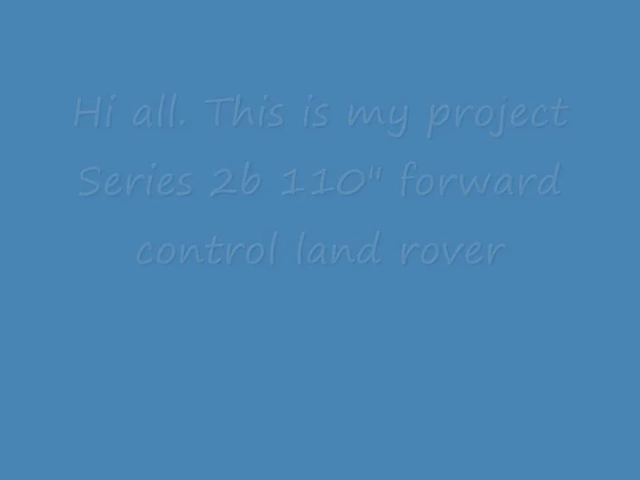 Hi all. This is my project
Series 2b 110" forward
control land rover